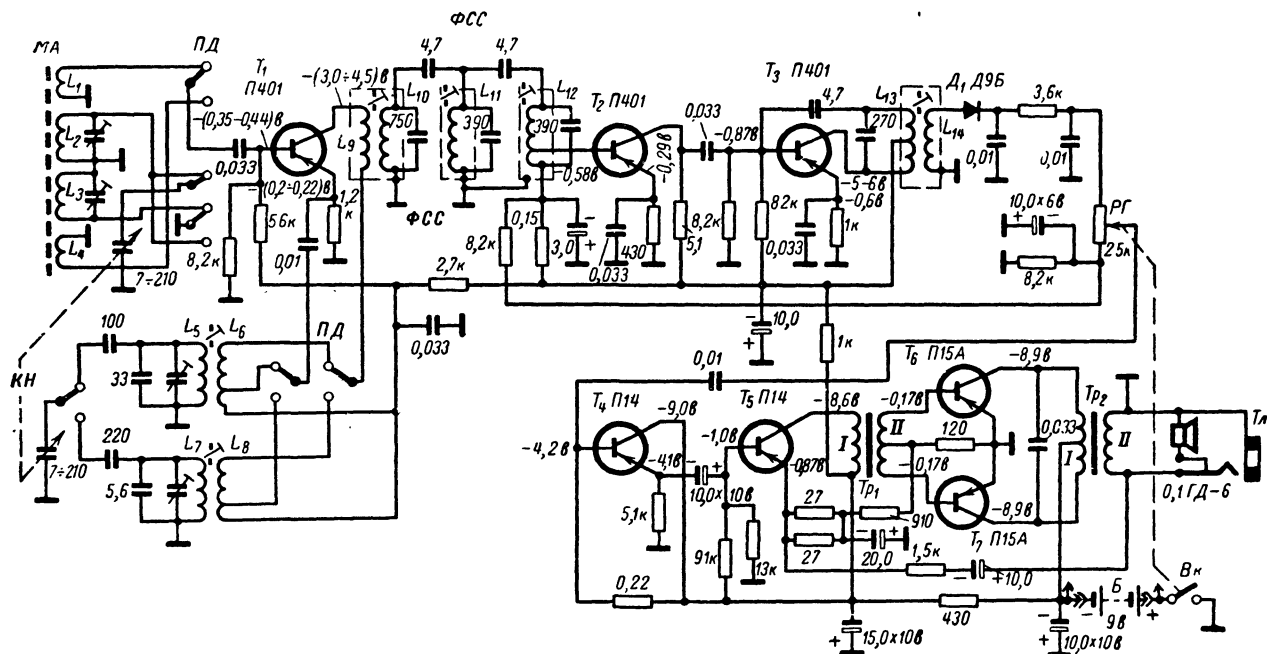 ФСС
МА
ПД
L₁
L₂
L₃
L₄
T₁ П401
−(3,0÷4,5)в
−(0,35−0,44)в
−(0,2÷0,22)в
0,033
8,2к
7÷210
5,6к
0,01
1,2к
L₉
L₁₀
750
4,7
4,7
L₁₁
390
L₁₂
390
ФСС
T₂ П401
−0,29в
−0,58в
8,2к
0,15
3,0
0,033
430
5,1
0,033
−0,87в
8,2к
T₃ П401
82к
0,033
−0,6в
1к
−5−6в
4,7
270
L₁₃
L₁₄
Д₁ Д9Б
0,01
3,6к
0,01
10,0×6в
8,2к
РГ
25к
2,7к
0,033
10,0
1к
100
33
L₅
L₆
ПД
КН
7÷210
220
5,6
L₇
L₈
0,01
−4,2в
T₄ П14
−9,0в
−4,1в
5,1к
10,0×10в
−1,0в
T₅ П14
−8,6в
−0,87в
91к
13к
27
27
I
II
Тр₁
−0,17в
−0,17в
120
910
20,0
T₆ П15А
−8,9в
−8,9в
T₇ П15А
0,033
I
Тр₂
II
Тл
0,1 ГД-6
1,5к
10,0
0,22
430
15,0×10в
10,0×10в
Б
9в
Вк